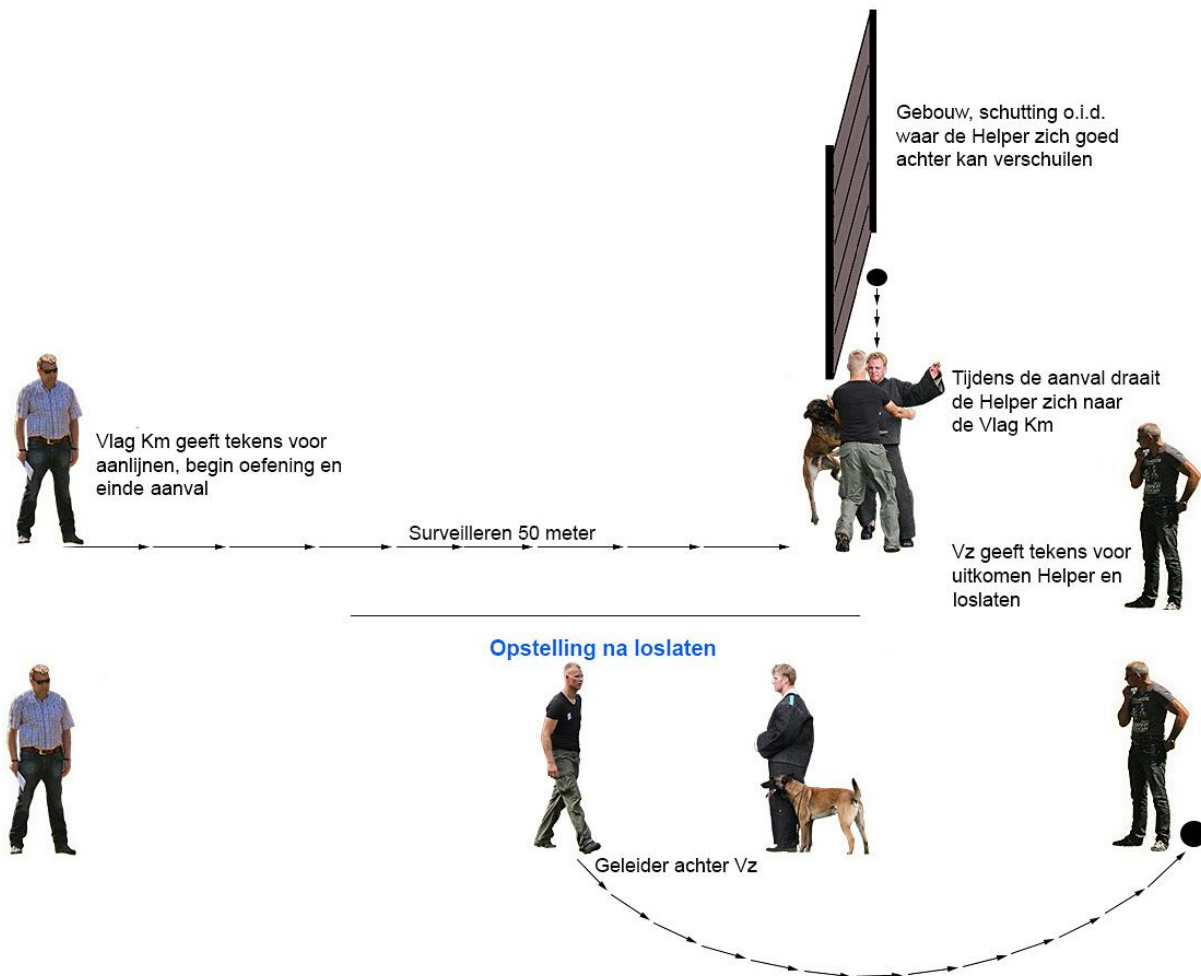 Gebouw, schutting o.i.d.
waar de Helper zich goed
achter kan verschuilen
Tijdens de aanval draait
de Helper zich naar
de Vlag Km
Vlag Km geeft tekens voor
aanlijnen, begin oefening en
einde aanval
Surveilleren 50 meter
Vz geeft tekens voor
uitkomen Helper en
loslaten
Opstelling na loslaten
Geleider achter Vz